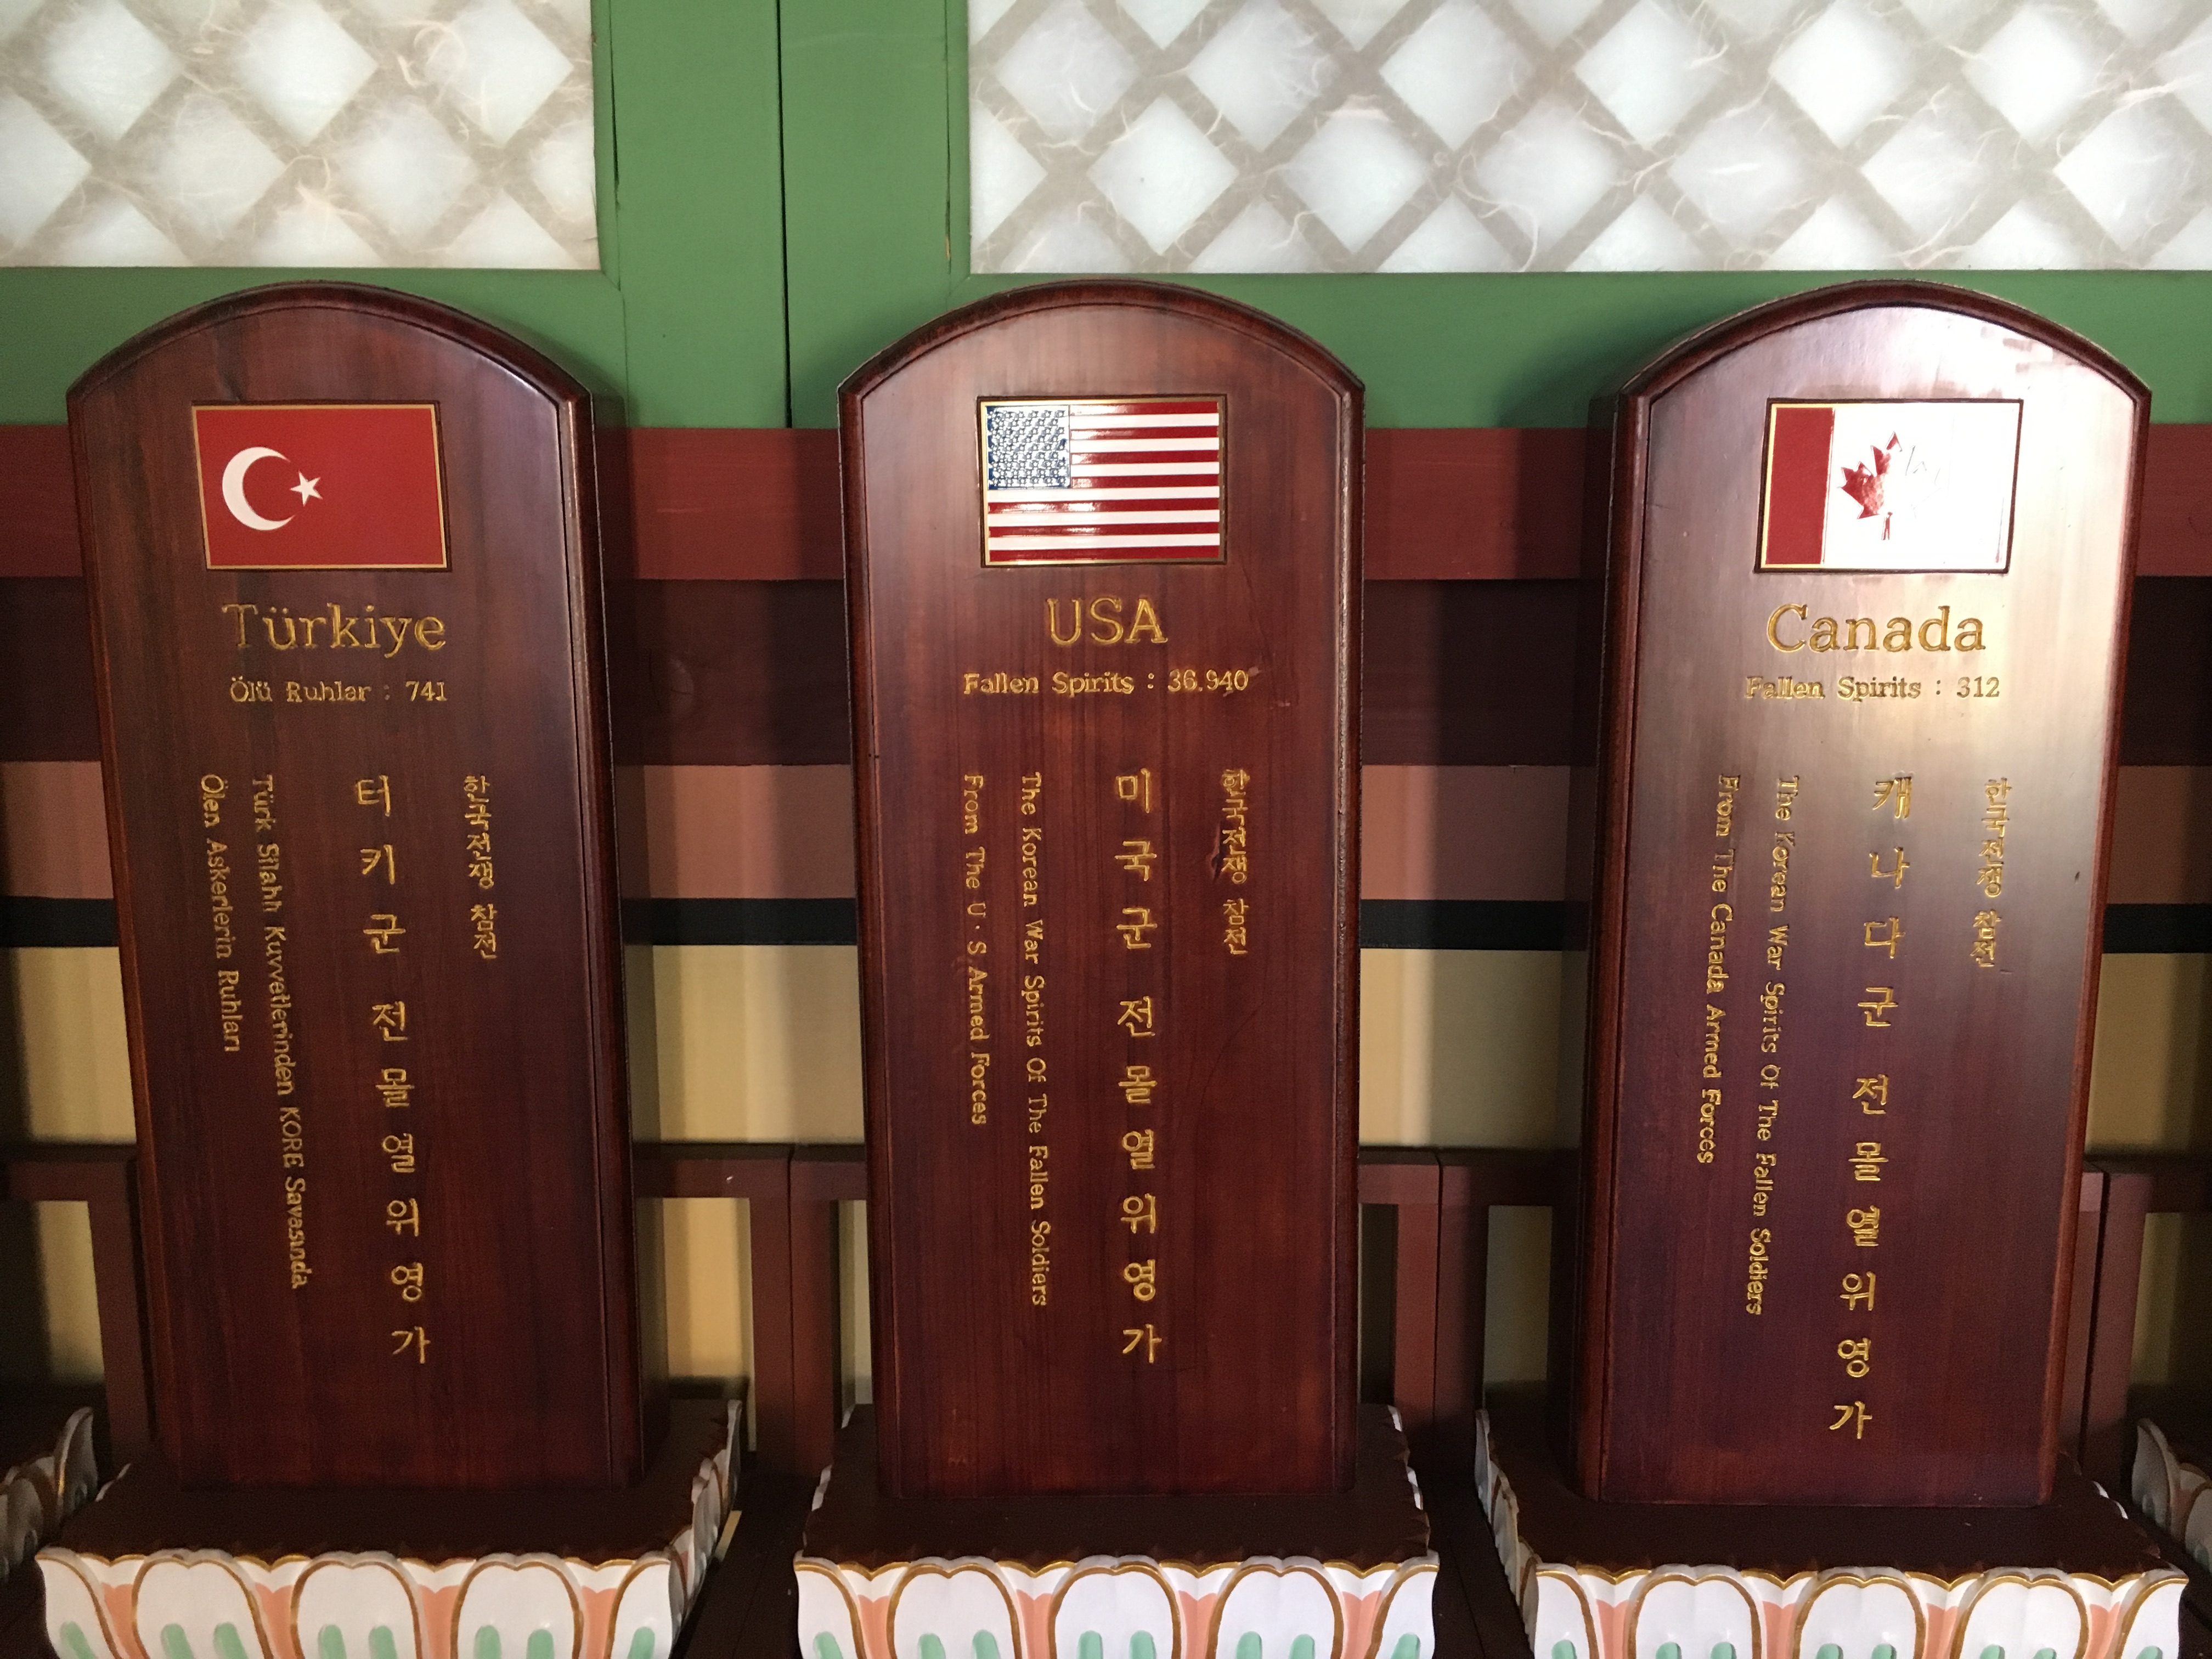 Türkiye
Ölü Ruhlar : 741
한국전쟁 참전
터키군 전몰열위영가
Türk Silahlı Kuvvetlerinden KORE Savasında
Ölen Askerlerin Ruhları
USA
Fallen Spirits : 36.940
한국전쟁 참전
미국군 전몰열위영가
The Korean War Spirits Of The Fallen Soldiers
From The U.S.Armed Forces
Canada
Fallen Spirits : 312
한국전쟁 참전
캐나다군 전몰열위영가
The Korean War Spirits Of The Fallen Soldiers
From The Canada Armed Forces